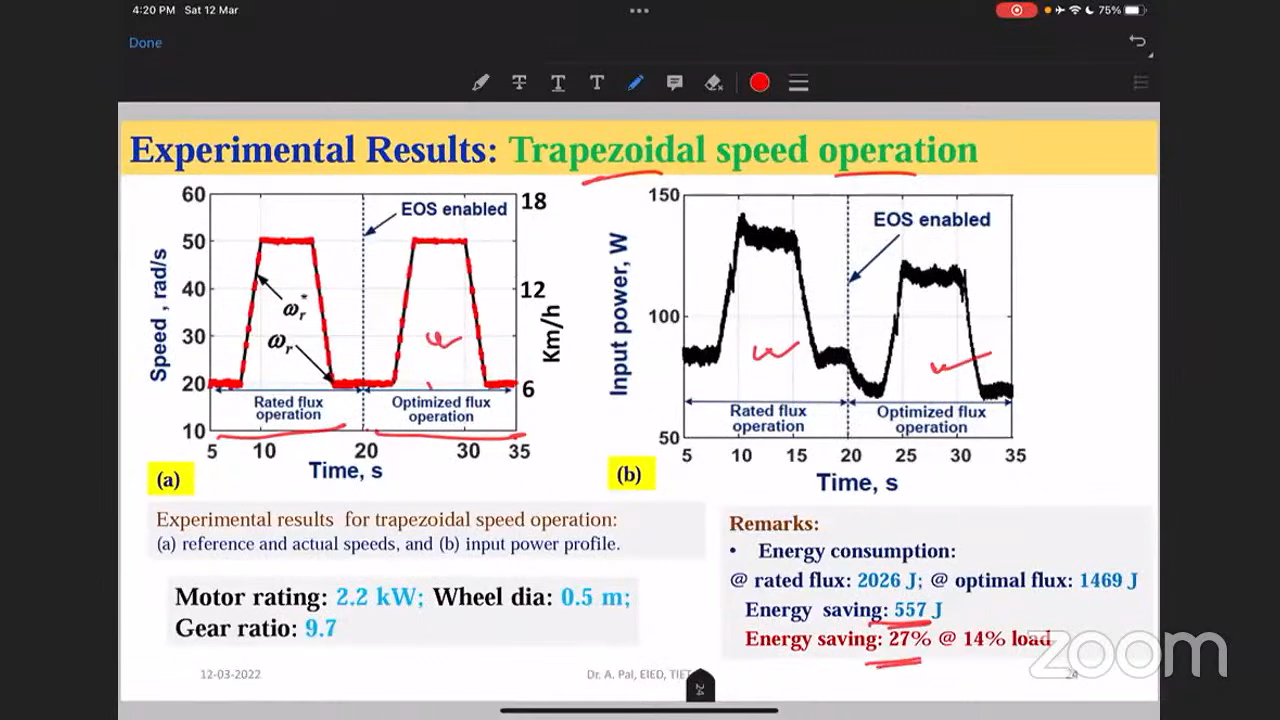 4:20 PM Sat 12 Mar
75%
Done
Experimental Results: Trapezoidal speed operation
60
50
40
30
20
10
Speed , rad/s
EOS enabled
ωr*
ωr
Rated flux
operation
Optimized flux
operation
18
12
6
Km/h
5 10 20 30 35
Time, s
(a)
150
100
50
Input power, W
EOS enabled
Rated flux
operation
Optimized flux
operation
5 10 15 20 25 30 35
Time, s
(b)
Experimental results for trapezoidal speed operation:
(a) reference and actual speeds, and (b) input power profile.
Motor rating: 2.2 kW; Wheel dia: 0.5 m;
Gear ratio: 9.7
Remarks:
• Energy consumption:
@ rated flux: 2026 J; @ optimal flux: 1469 J
Energy saving: 557 J
Energy saving: 27% @ 14% load
zoom
12-03-2022
Dr. A. Pal, EIED, TIET
24
24